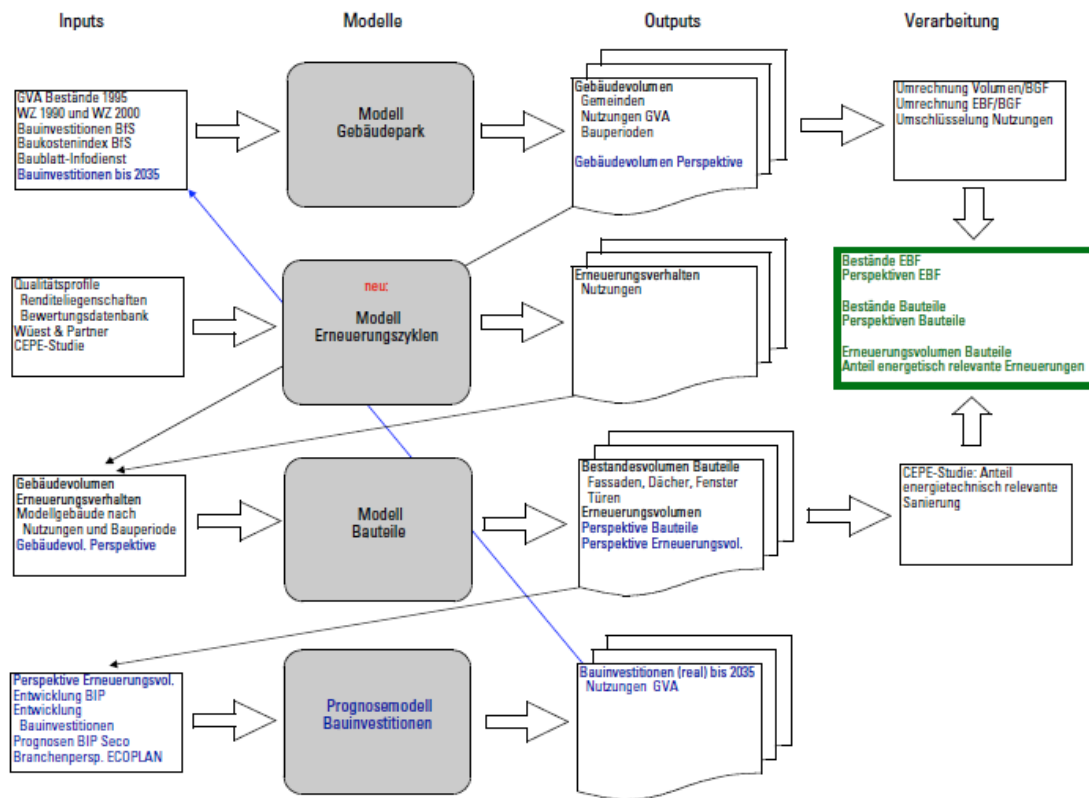 Inputs
Modelle
Outputs
Verarbeitung
GVA Bestände 1995
WZ 1990 und WZ 2000
Bauinvestitionen BfS
Baukostenindex BfS
Baublatt-Infodienst
Bauinvestitionen bis 2035
Modell
Gebäudepark
Gebäudevolumen
Gemeinden
Nutzungen GVA
Bauperioden
Gebäudevolumen Perspektive
Umrechnung Volumen/BGF
Umrechnung EBF/BGF
Umschlüsselung Nutzungen
Qualitätsprofile
Renditeliegenschaften
Bewertungsdatenbank
Wüest & Partner
CEPE-Studie
neu:
Modell
Erneuerungszyklen
Erneuerungsverhalten
Nutzungen
Bestände EBF
Perspektiven EBF
Bestände Bauteile
Perspektiven Bauteile
Erneuerungsvolumen Bauteile
Anteil energetisch relevante Erneuerungen
Gebäudevolumen
Erneuerungsverhalten
Modellgebäude nach
Nutzungen und Bauperiode
Gebäudevol. Perspektive
Modell
Bauteile
Bestandesvolumen Bauteile
Fassaden, Dächer, Fenster
Türen
Erneuerungsvolumen
Perspektive Bauteile
Perspektive Erneuerungsvol.
CEPE-Studie: Anteil
energietechnisch relevante
Sanierung
Perspektive Erneuerungsvol.
Entwicklung BIP
Entwicklung
Bauinvestitionen
Prognosen BIP Seco
Branchenpersp. ECOPLAN
Prognosemodell
Bauinvestitionen
Bauinvestitionen (real) bis 2035
Nutzungen GVA